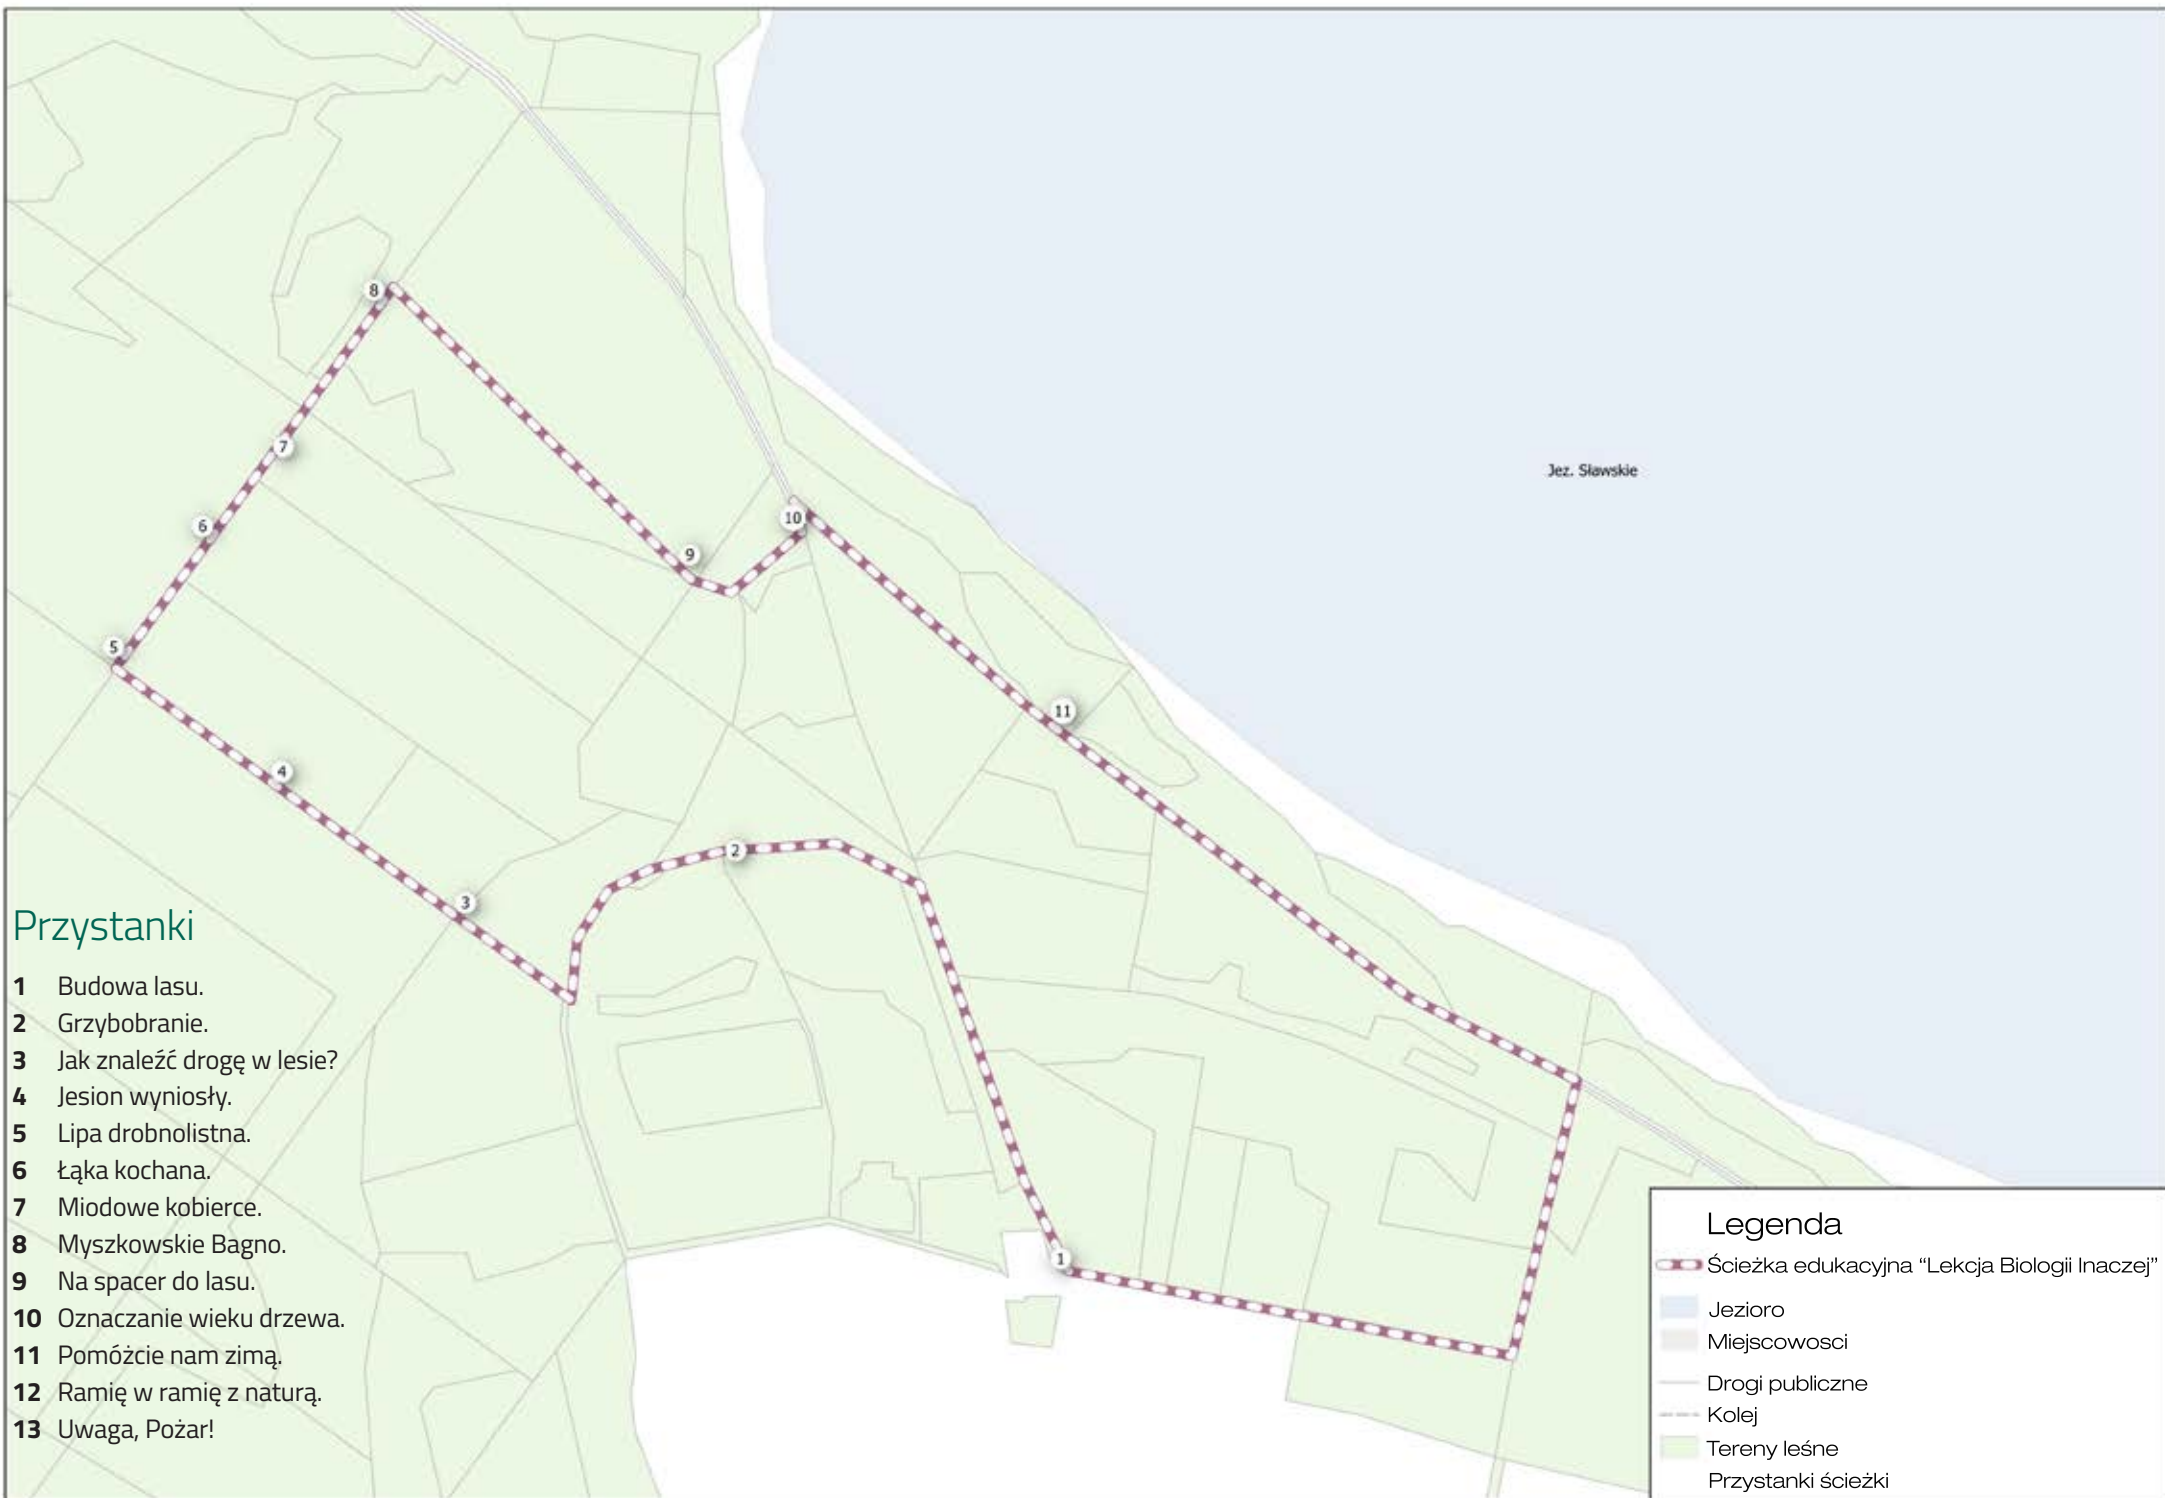 8
7
6
5
9
10
11
4
3
2
1
Jez. Sławskie
Przystanki
1 Budowa lasu.
2 Grzybobranie.
3 Jak znaleźć drogę w lesie?
4 Jesion wyniosły.
5 Lipa drobnolistna.
6 Łąka kochana.
7 Miodowe kobierce.
8 Myszkowskie Bagno.
9 Na spacer do lasu.
10 Oznaczanie wieku drzewa.
11 Pomóżcie nam zimą.
12 Ramię w ramię z naturą.
13 Uwaga, Pożar!
Legenda
Ścieżka edukacyjna “Lekcja Biologii Inaczej”
Jezioro
Miejscowosci
Drogi publiczne
Kolej
Tereny leśne
Przystanki ścieżki